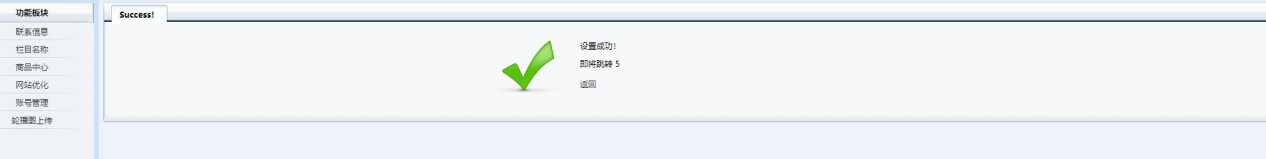 功能板块
联系信息
栏目名称
商品中心
网站优化
账号管理
轮播图上传
Success!
设置成功!
即将跳转 5
返回